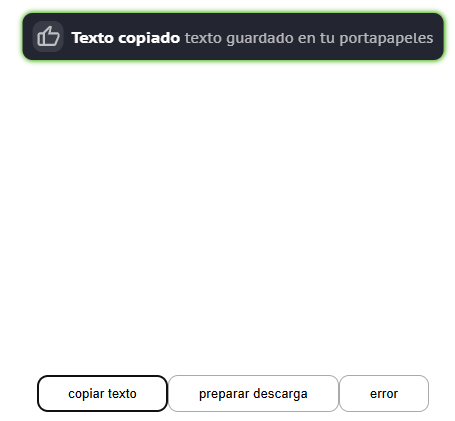 Texto copiado texto guardado en tu portapapeles
copiar texto preparar descarga error